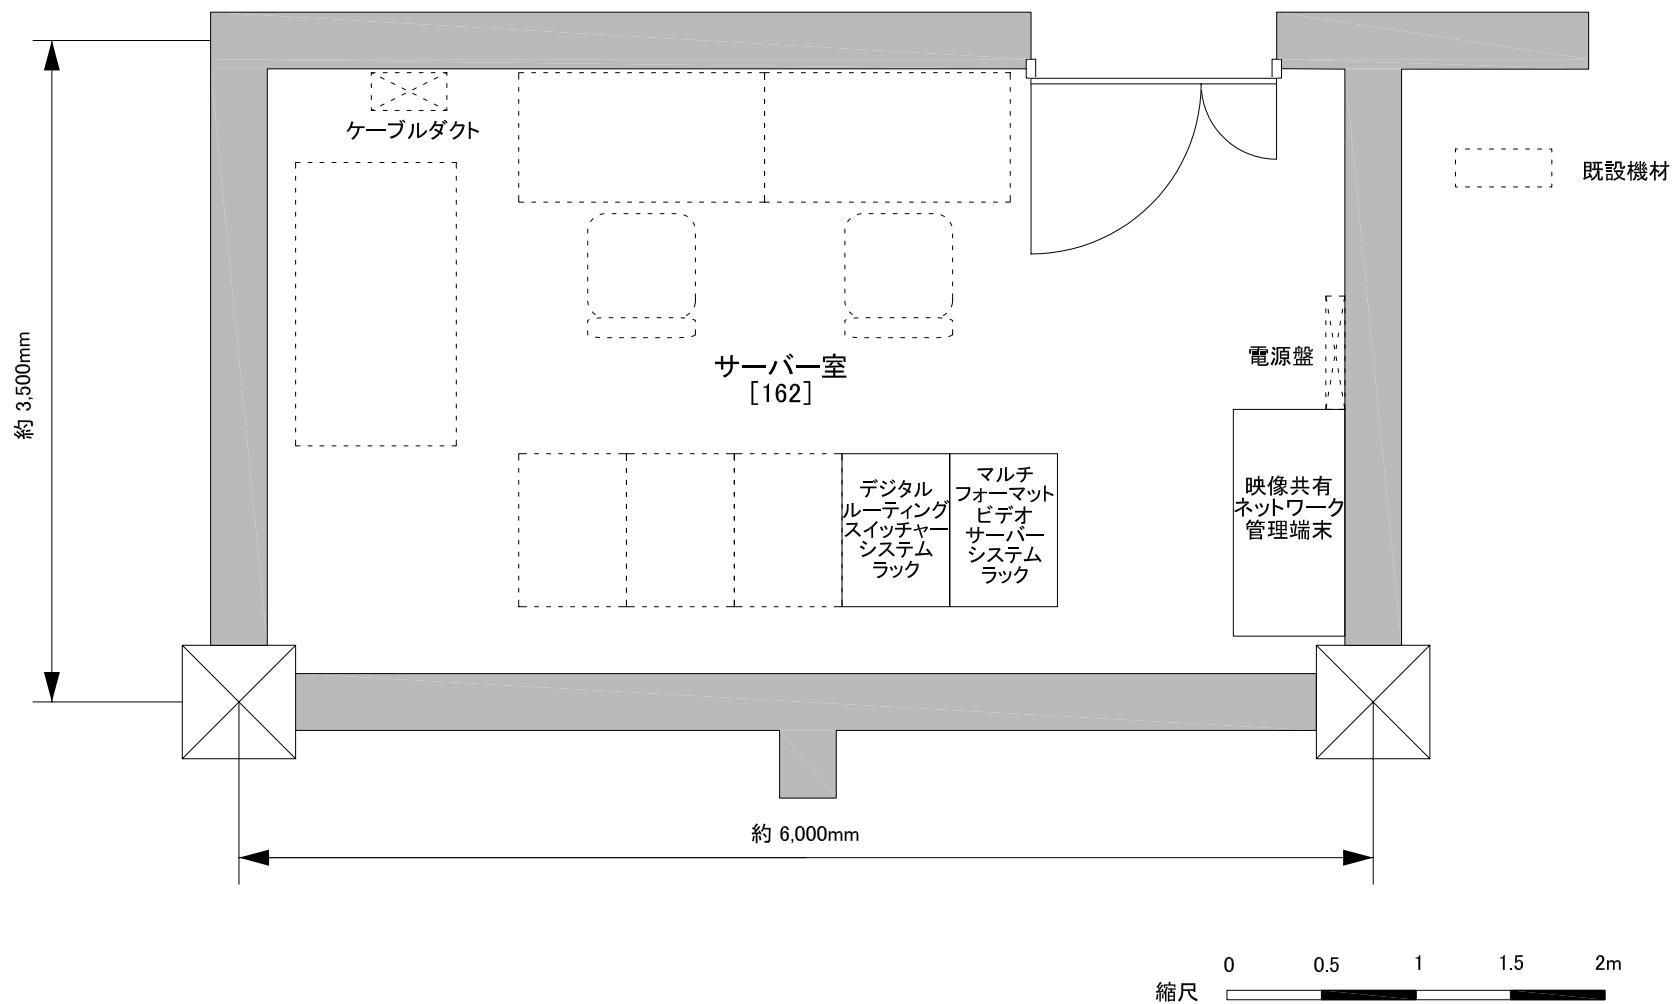 ケーブルダクト
既設機材
約 3,500mm
サーバー室
[162]
電源盤
デジタル
ルーティング
スイッチャー
システム
ラック
マルチ
フォーマット
ビデオ
サーバー
システム
ラック
映像共有
ネットワーク
管理端末
約 6,000mm
0 0.5 1 1.5 2m
縮尺